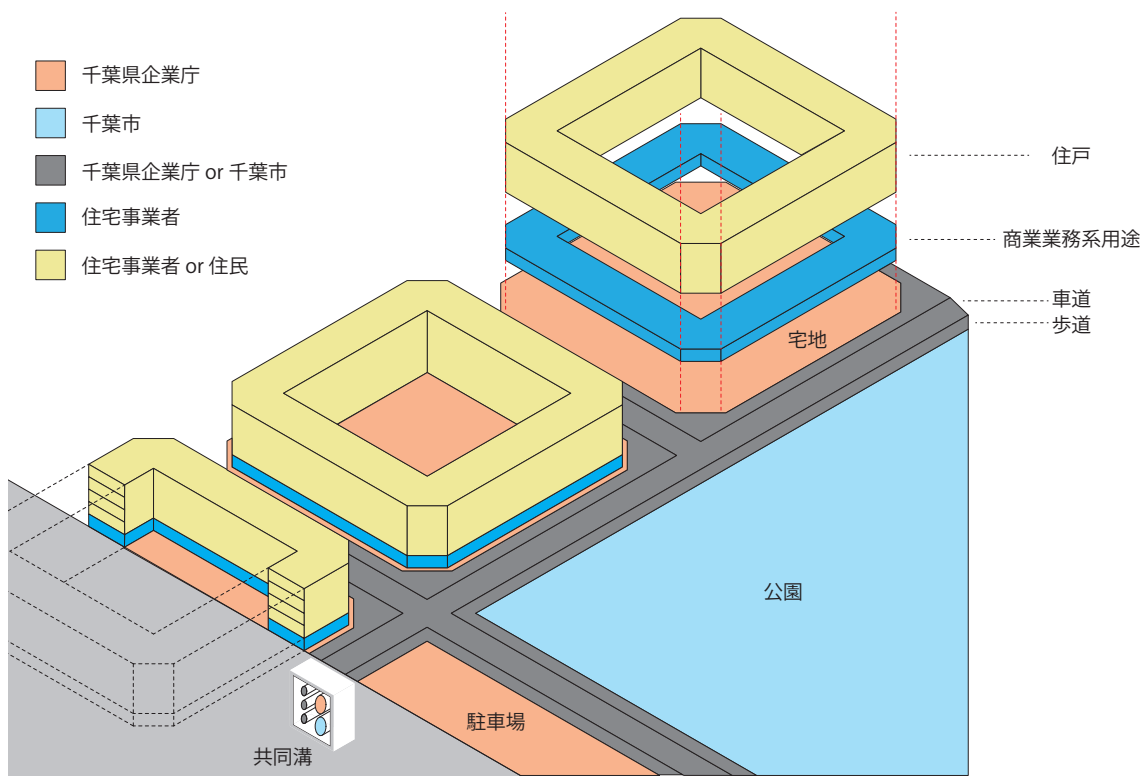 千葉県企業庁
千葉市
千葉県企業庁 or 千葉市
住宅事業者
住宅事業者 or 住民
住戸
商業業務系用途
車道
歩道
宅地
公園
駐車場
共同溝